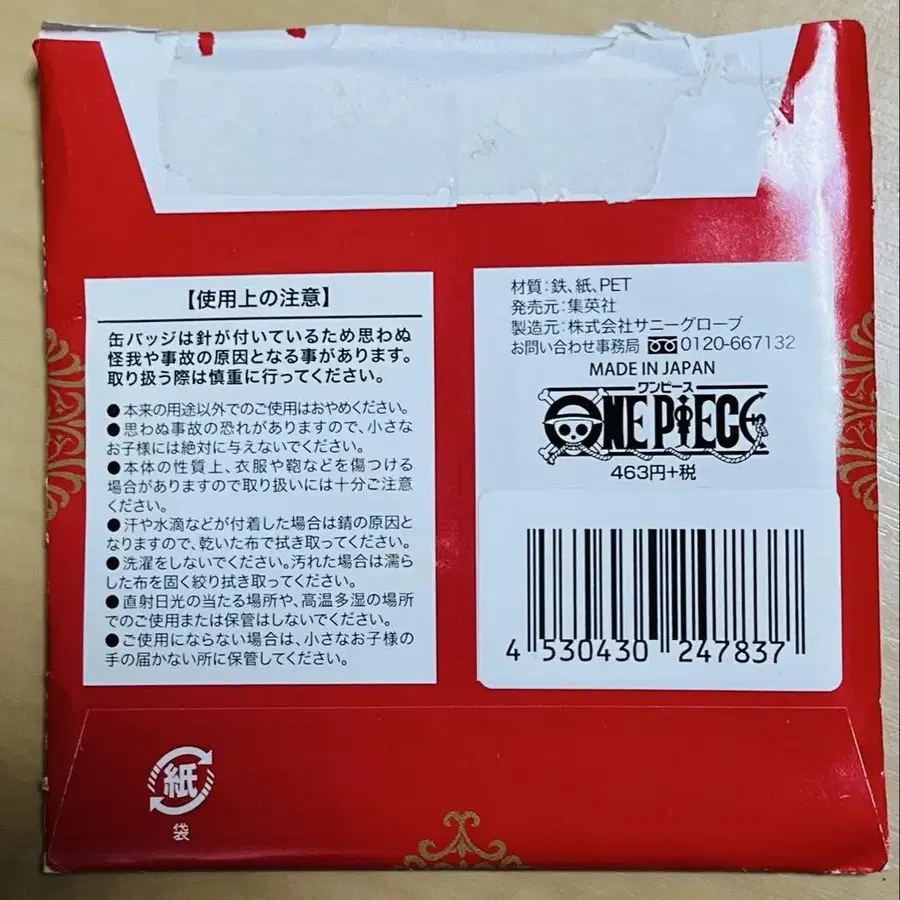 【使用上の注意】
缶バッジは針が付いているため思わぬ
怪我や事故の原因となる事があります。
取り扱う際は慎重に行ってください。
●本来の用途以外でのご使用はおやめください。
●思わぬ事故の恐れがありますので、小さな
お子様には絶対に与えないでください。
●本体の性質上、衣服や鞄などを傷つける
場合がありますので取り扱いには十分ご注意
ください。
●汗や水滴などが付着した場合は錆の原因と
なりますので、乾いた布で拭き取ってください。
●洗濯をしないでください。汚れた場合は濡ら
した布を固く絞り拭き取ってください。
●直射日光の当たる場所や、高温多湿の場所
でのご使用または保管はしないでください。
●ご使用にならない場合は、小さなお子様の
手の届かない所に保管してください。
材質：鉄、紙、PET
発売元：集英社
製造元：株式会社サニーグローブ
お問い合わせ事務局 0120-667132
MADE IN JAPAN
ワンピース
ONE PIECE
463円+税
4 530430 247837
紙
袋